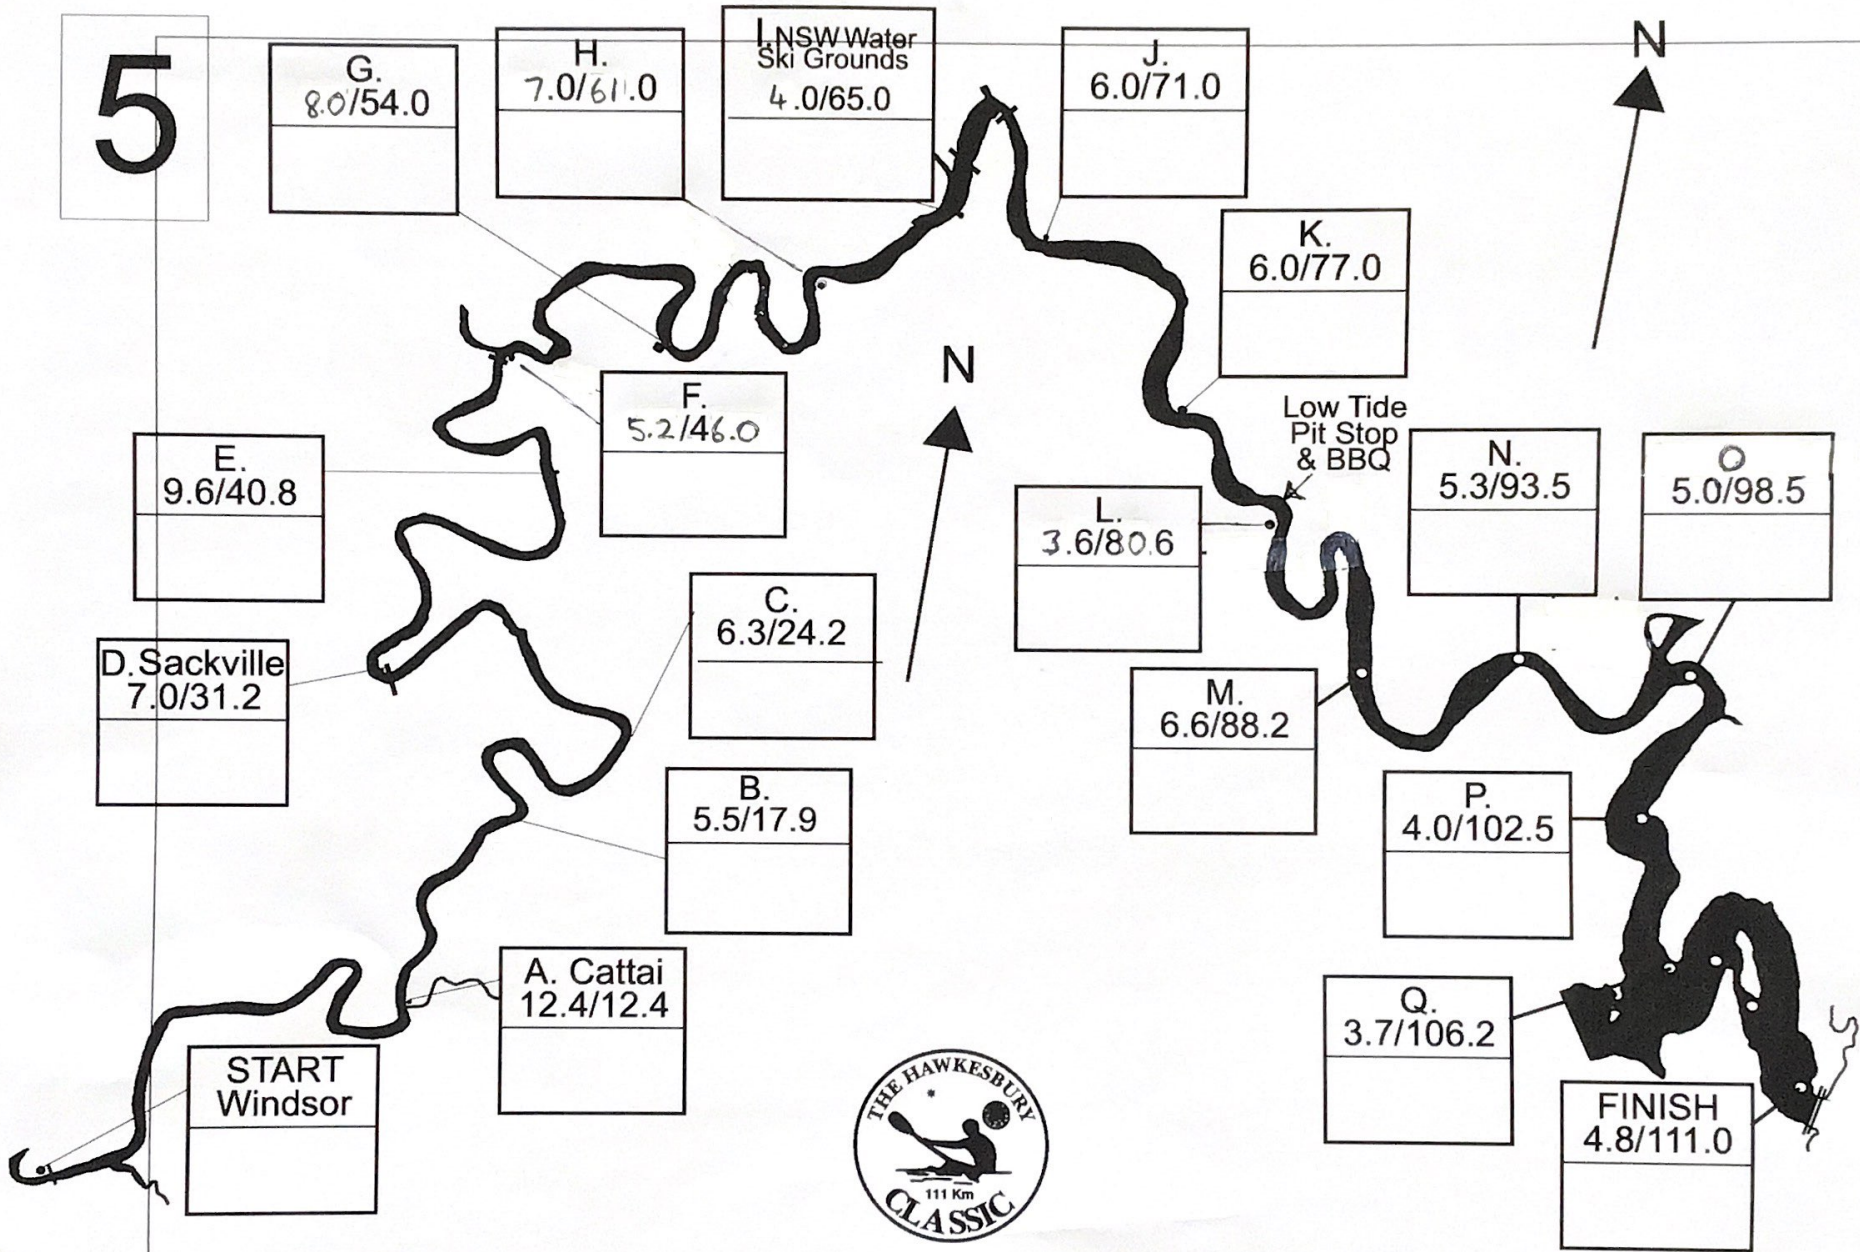 5
G.
8.0/54.0
H.
7.0/61.0
I.NSW Water
Ski Grounds
4.0/65.0
J.
6.0/71.0
N
K.
6.0/77.0
N
F.
5.2/46.0
Low Tide
Pit Stop
& BBQ
E.
9.6/40.8
L.
3.6/80.6
N.
5.3/93.5
O
5.0/98.5
C.
6.3/24.2
D.Sackville
7.0/31.2
M.
6.6/88.2
B.
5.5/17.9
P.
4.0/102.5
A. Cattai
12.4/12.4
Q.
3.7/106.2
START
Windsor
THE HAWKESBURY
111 Km
CLASSIC
FINISH
4.8/111.0